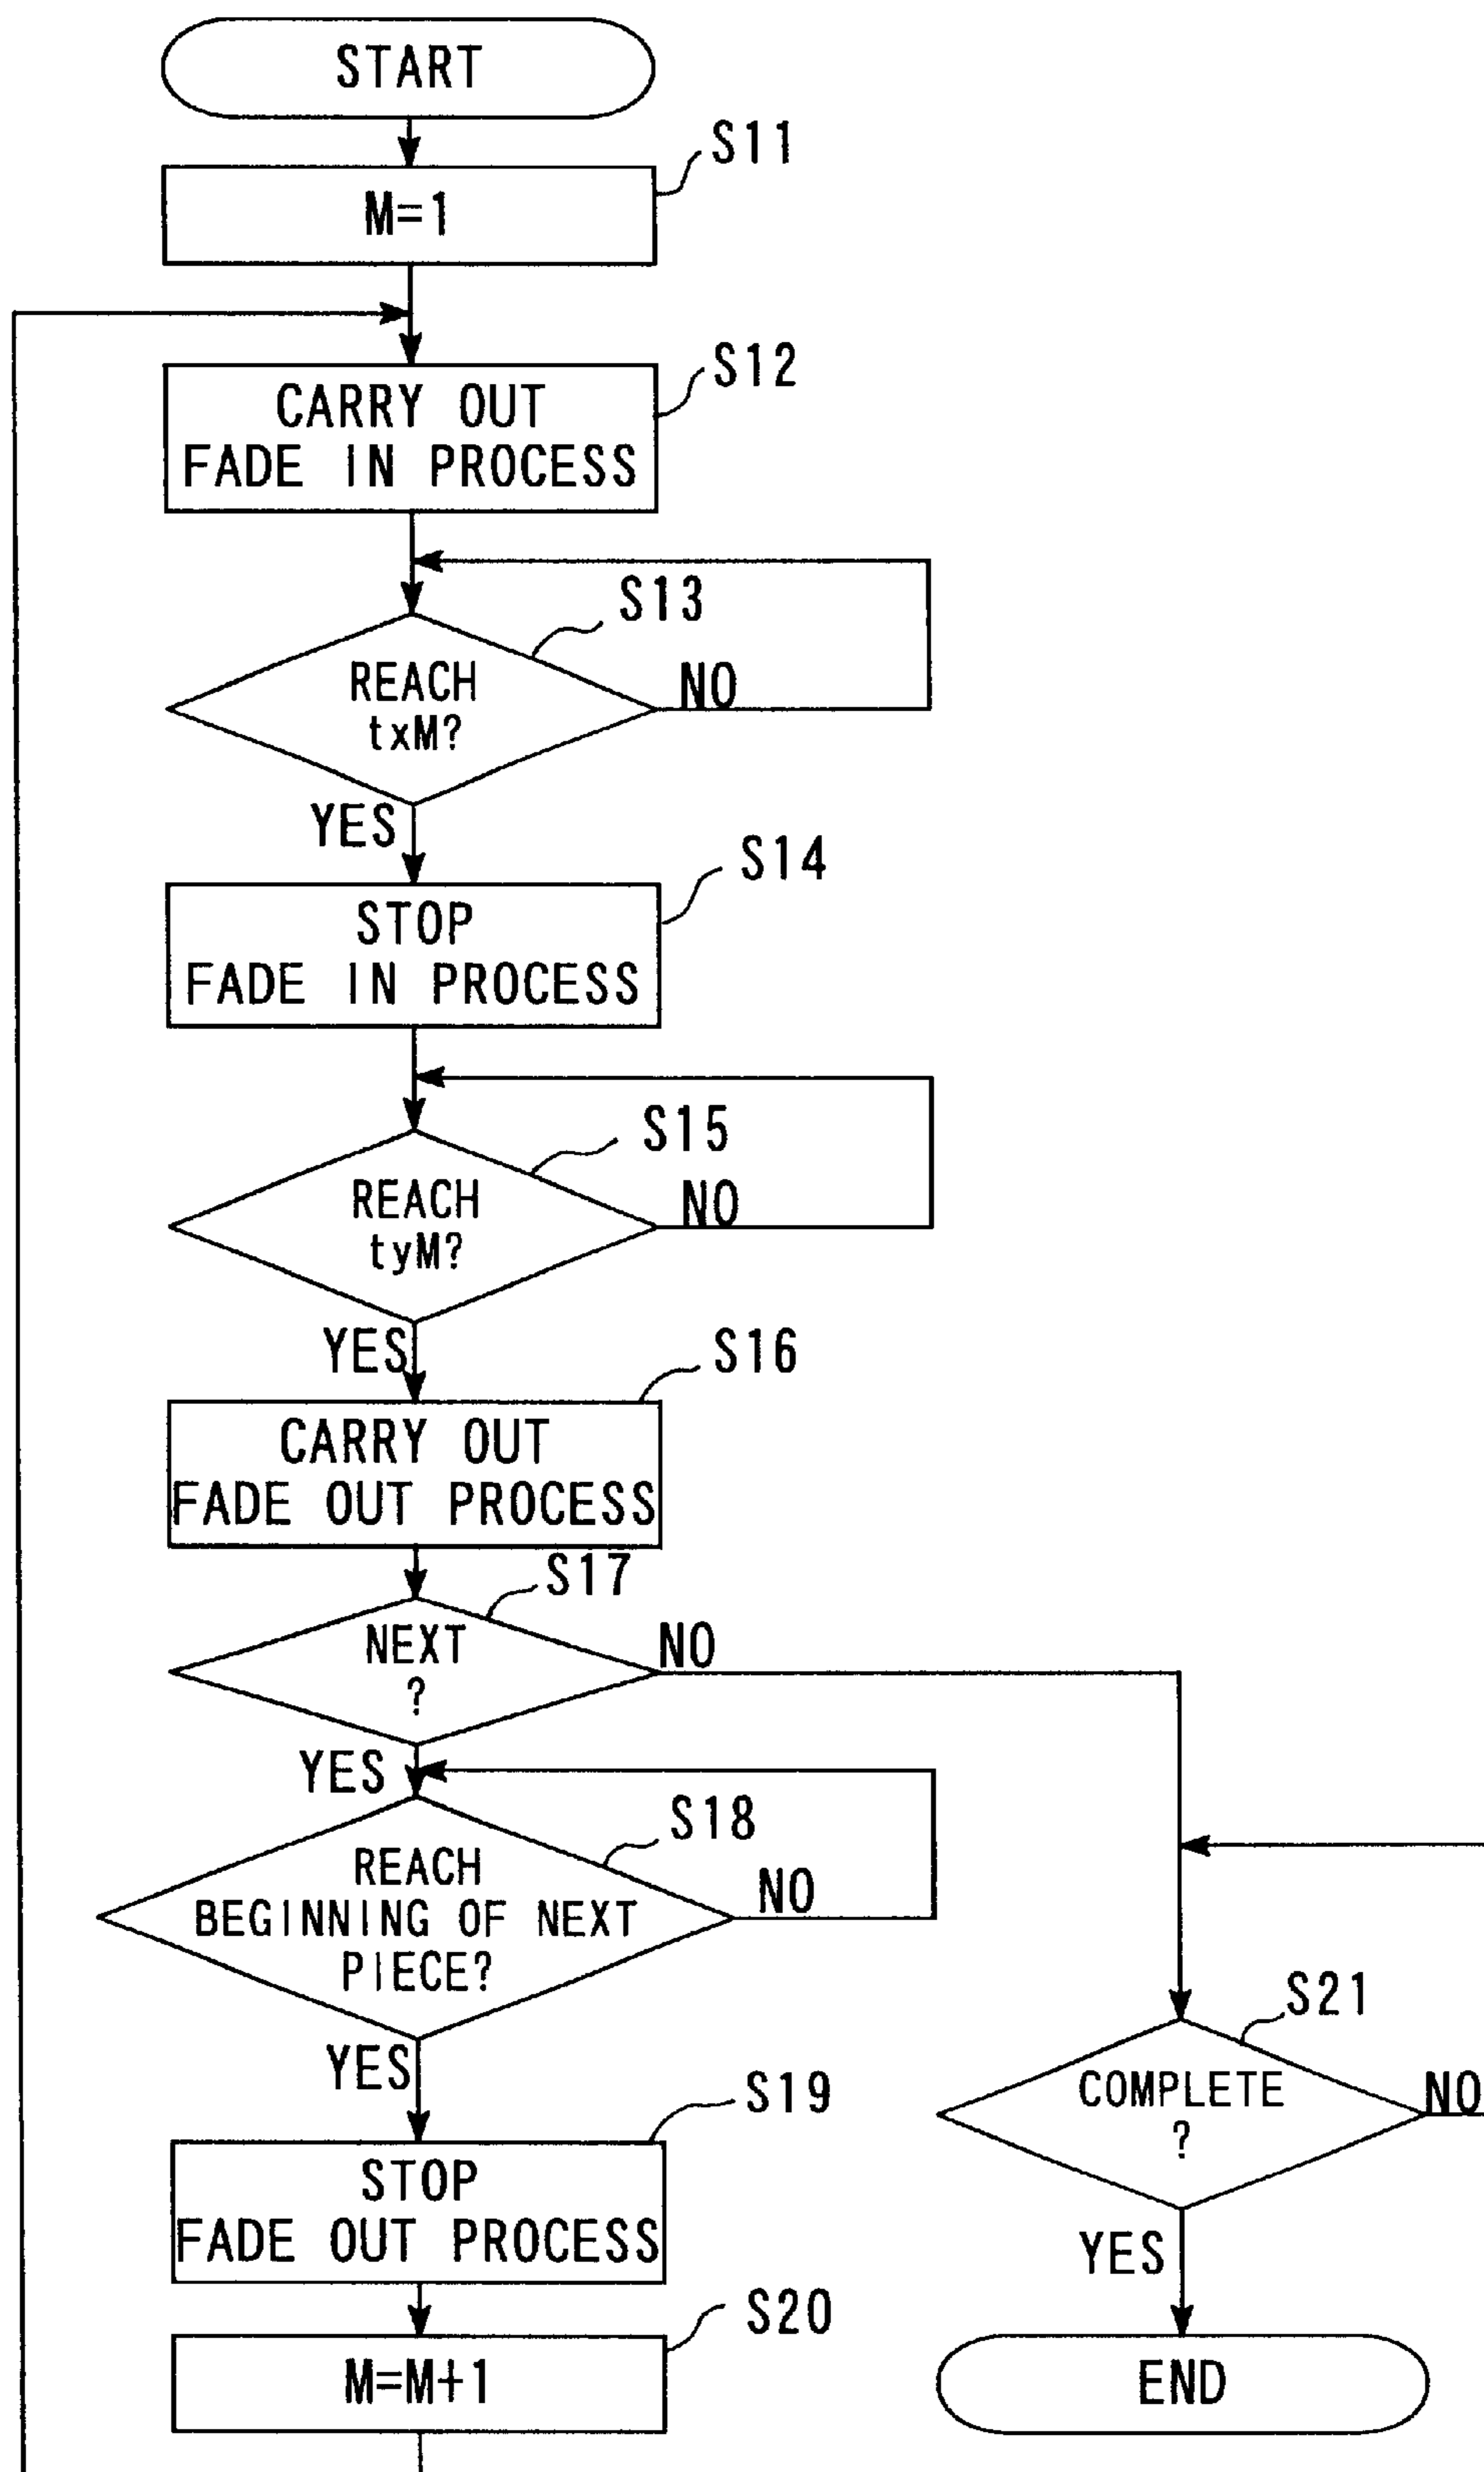 START
S11
M=1
S12
CARRY OUT
FADE IN PROCESS
S13
REACH
txM?
NO
YES
S14
STOP
FADE IN PROCESS
S15
REACH
tyM?
NO
YES
S16
CARRY OUT
FADE OUT PROCESS
S17
NEXT
?
NO
YES
S18
REACH
BEGINNING OF NEXT
PIECE?
NO
YES
S19
STOP
FADE OUT PROCESS
S20
M=M+1
S21
COMPLETE
?
NO
YES
END